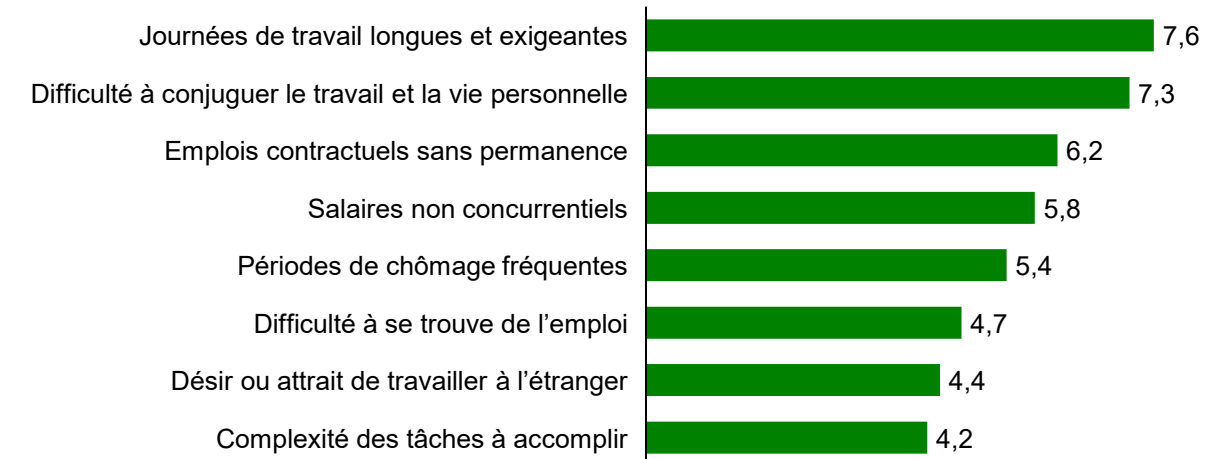 Journées de travail longues et exigeantes 7,6
Difficulté à conjuguer le travail et la vie personnelle 7,3
Emplois contractuels sans permanence 6,2
Salaires non concurrentiels 5,8
Périodes de chômage fréquentes 5,4
Difficulté à se trouve de l’emploi 4,7
Désir ou attrait de travailler à l’étranger 4,4
Complexité des tâches à accomplir 4,2